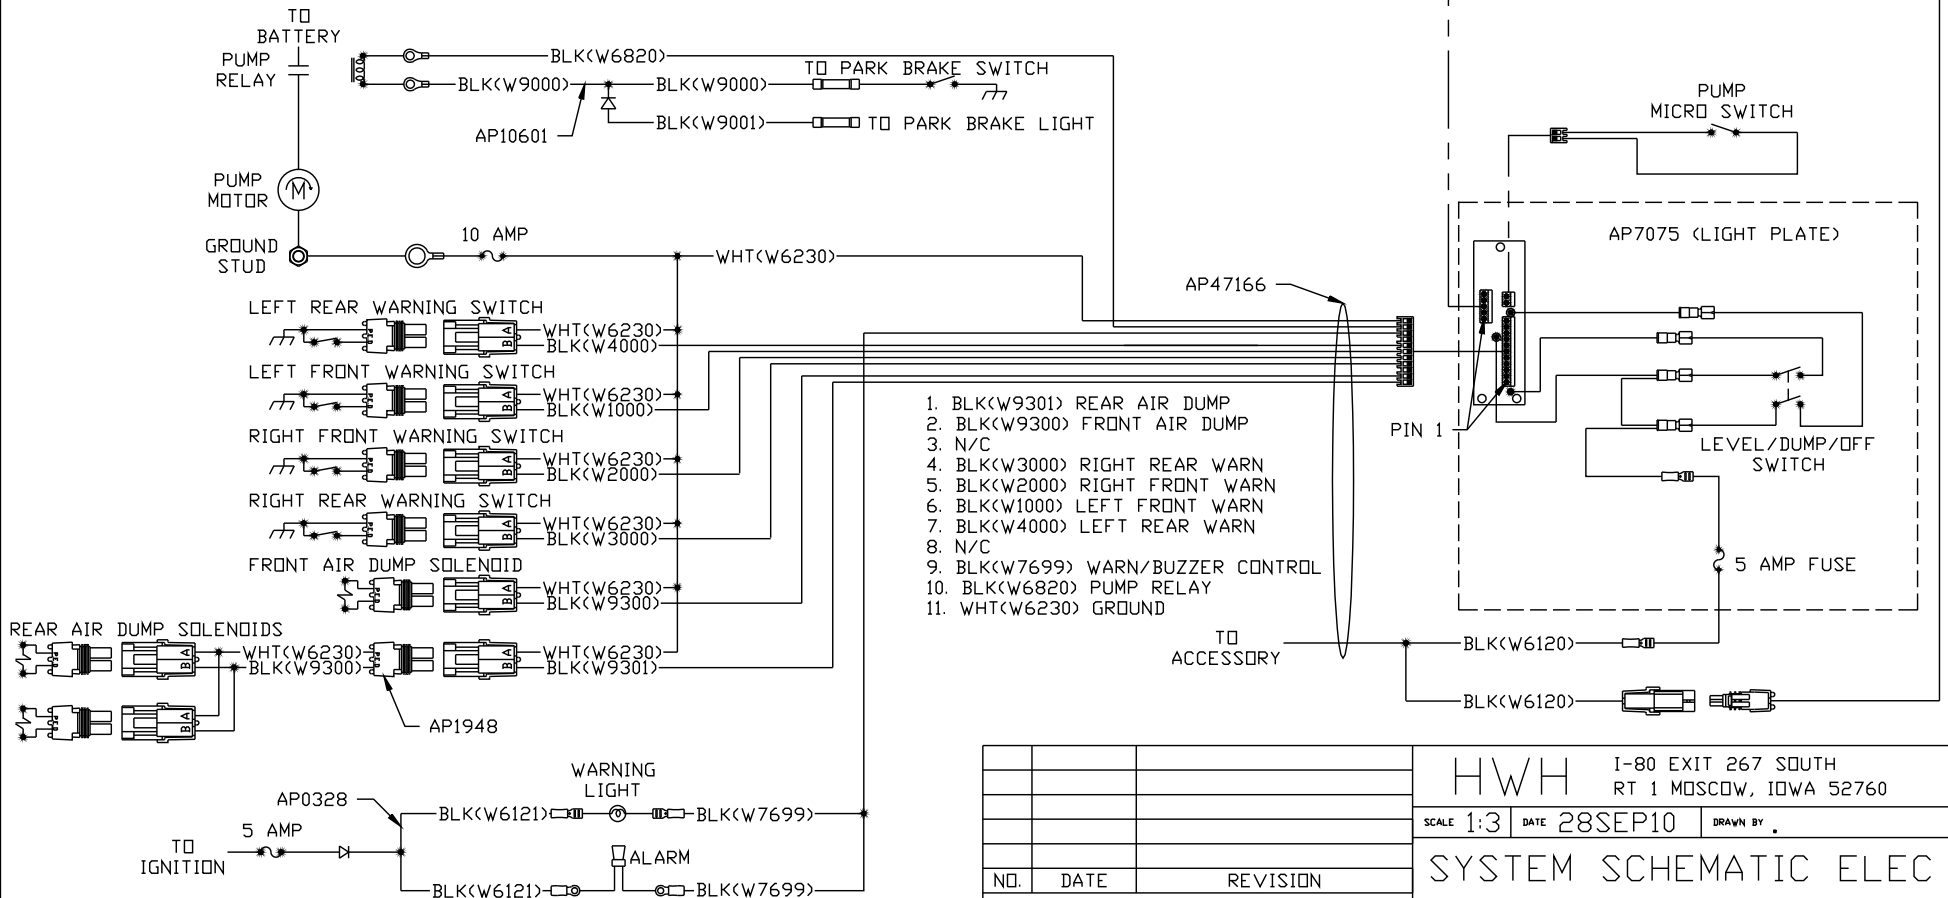 TO
BATTERY
PUMP
RELAY
BLK(W6820)
BLK(W9000)
BLK(W9000)
TO PARK BRAKE SWITCH
BLK(W9001)
TO PARK BRAKE LIGHT
AP10601
PUMP
MOTOR
M
GROUND
STUD
10 AMP
WHT(W6230)
LEFT REAR WARNING SWITCH
A
B
WHT(W6230)
BLK(W4000)
LEFT FRONT WARNING SWITCH
A
B
WHT(W6230)
BLK(W1000)
RIGHT FRONT WARNING SWITCH
A
B
WHT(W6230)
BLK(W2000)
RIGHT REAR WARNING SWITCH
A
B
WHT(W6230)
BLK(W3000)
FRONT AIR DUMP SOLENOID
A
B
WHT(W6230)
BLK(W9300)
REAR AIR DUMP SOLENOIDS
A
B
WHT(W6230)
BLK(W9300)
A
B
WHT(W6230)
BLK(W9301)
A
B
AP1948
WARNING
LIGHT
AP0328
BLK(W6121)
BLK(W7699)
5 AMP
TO
IGNITION
ALARM
BLK(W6121)
BLK(W7699)
AP47166
1. BLK(W9301) REAR AIR DUMP
2. BLK(W9300) FRONT AIR DUMP
3. N/C
4. BLK(W3000) RIGHT REAR WARN
5. BLK(W2000) RIGHT FRONT WARN
6. BLK(W1000) LEFT FRONT WARN
7. BLK(W4000) LEFT REAR WARN
8. N/C
9. BLK(W7699) WARN/BUZZER CONTROL
10. BLK(W6820) PUMP RELAY
11. WHT(W6230) GROUND
PUMP
MICRO SWITCH
AP7075 (LIGHT PLATE)
PIN 1
LEVEL/DUMP/OFF
SWITCH
5 AMP FUSE
TO
ACCESSORY
BLK(W6120)
BLK(W6120)
HWH
I-80 EXIT 267 SOUTH
RT 1 MOSCOW, IOWA 52760
SCALE 1:3 DATE 28SEP10 DRAWN BY .
SYSTEM SCHEMATIC ELEC
NO. DATE REVISION